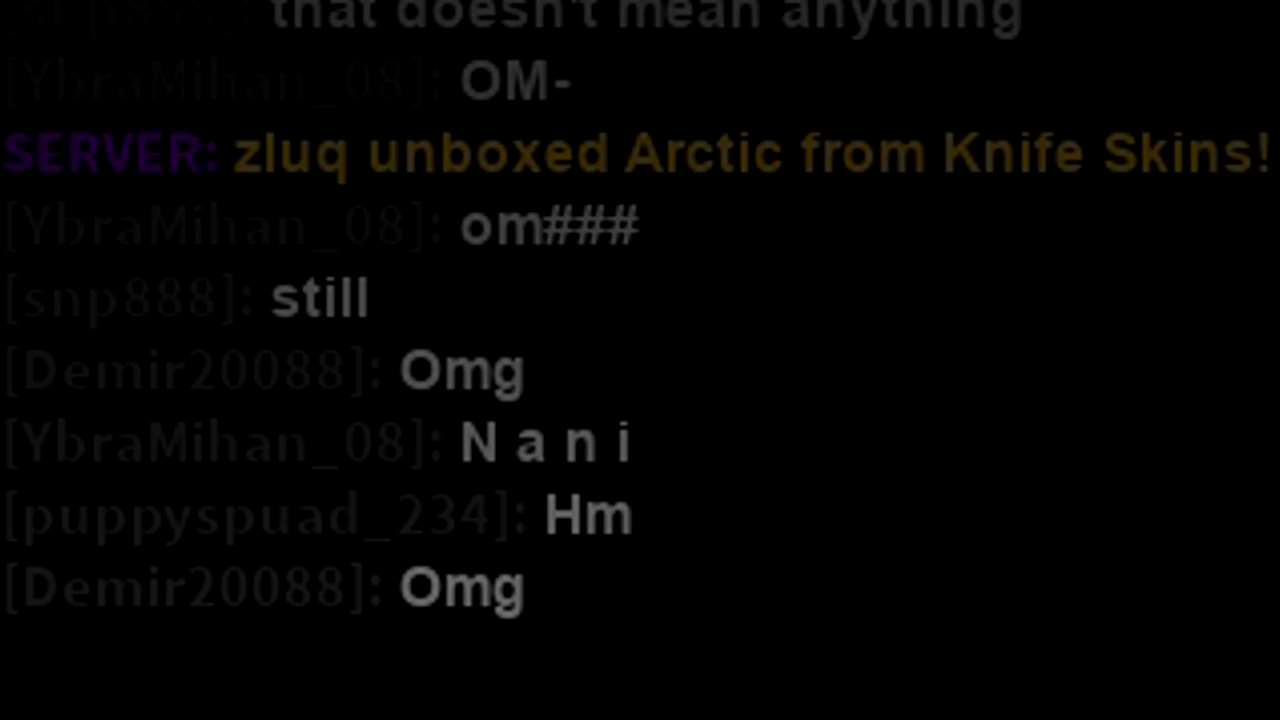 [snp888]: that doesn't mean anything
[YbraMihan_08]: OM-
SERVER: zluq unboxed Arctic from Knife Skins!
[YbraMihan_08]: om###
[snp888]: still
[Demir20088]: Omg
[YbraMihan_08]: N a n i
[puppyspuad_234]: Hm
[Demir20088]: Omg